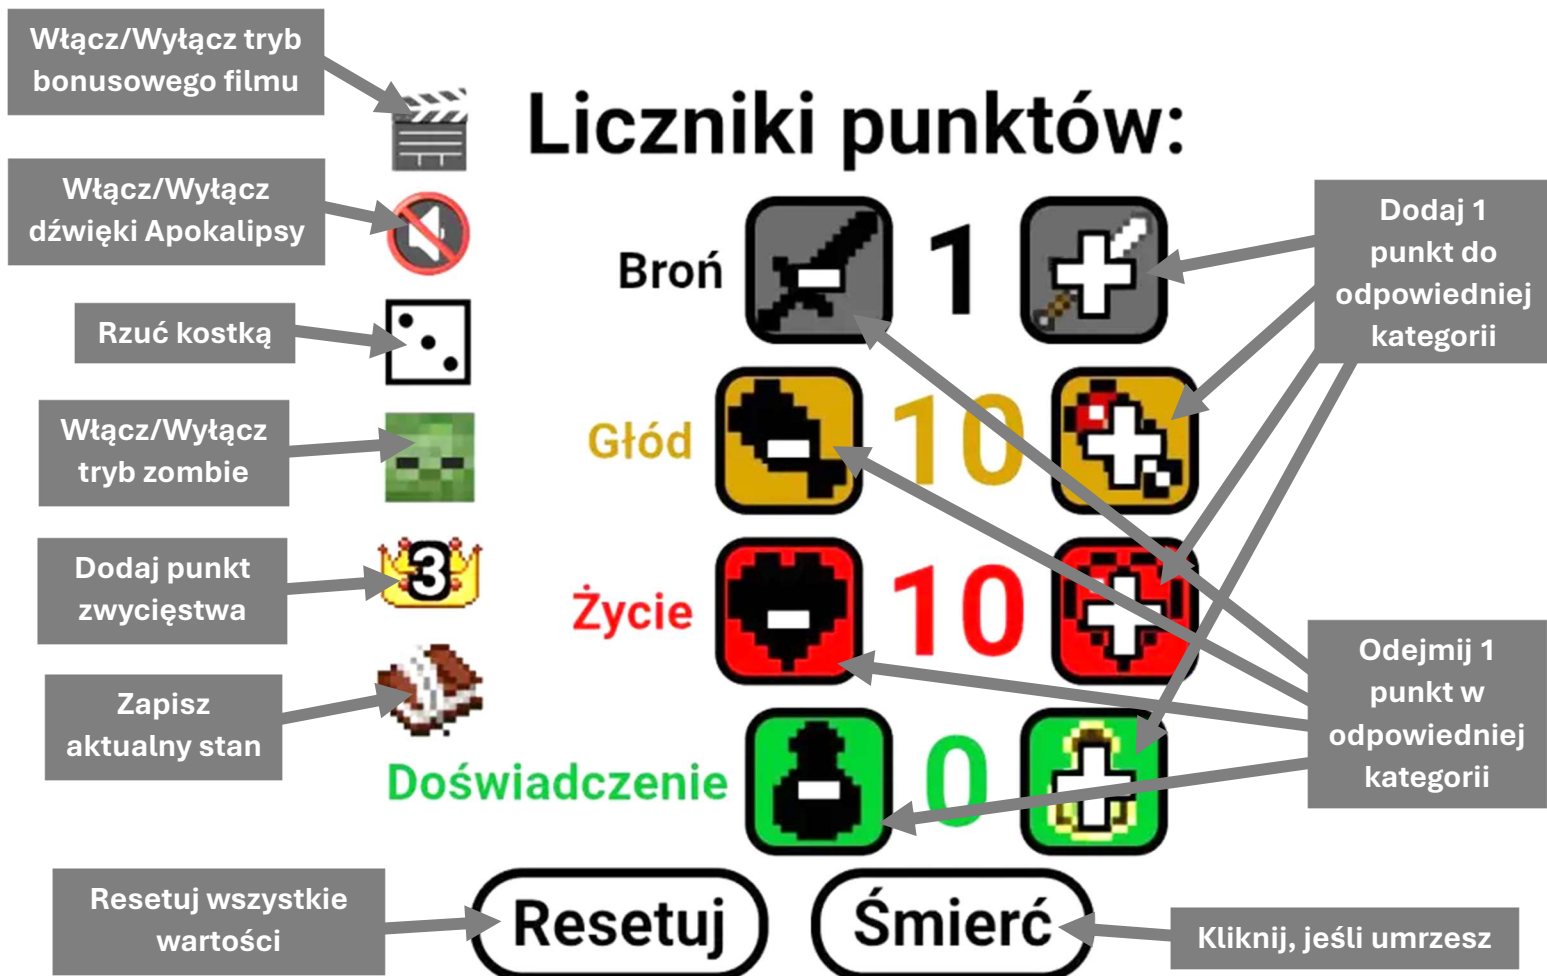 Włącz/Wyłącz tryb
bonusowego filmu
Liczniki punktów:
Włącz/Wyłącz
dźwięki Apokalipsy
Dodaj 1
punkt do
odpowiedniej
kategorii
Broń
1
Rzuć kostką
Włącz/Wyłącz
tryb zombie
Głód
10
Dodaj punkt
zwycięstwa
3
Życie
10
Zapisz
aktualny stan
Odejmij 1
punkt w
odpowiedniej
kategorii
Doświadczenie
0
Resetuj wszystkie
wartości
Resetuj
Śmierć
Kliknij, jeśli umrzesz